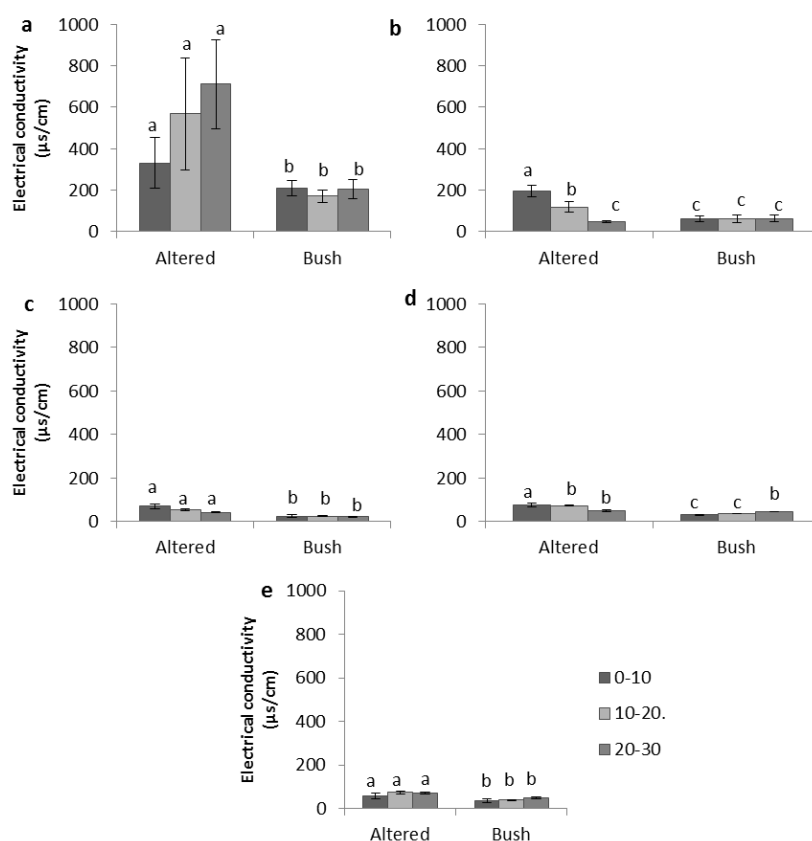 a
1000
800
600
400
200
0
Electrical conductivity
(µs/cm)
a a a b b b
Altered Bush
b
1000
800
600
400
200
0
a b c c c c
Altered Bush
c
1000
800
600
400
200
0
Electrical conductivity
(µs/cm)
a a a b b b
Altered Bush
d
1000
800
600
400
200
0
a b b c c b
Altered Bush
e
1000
800
600
400
200
0
Electrical conductivity
(µs/cm)
a a a b b b
Altered Bush
0-10
10-20.
20-30